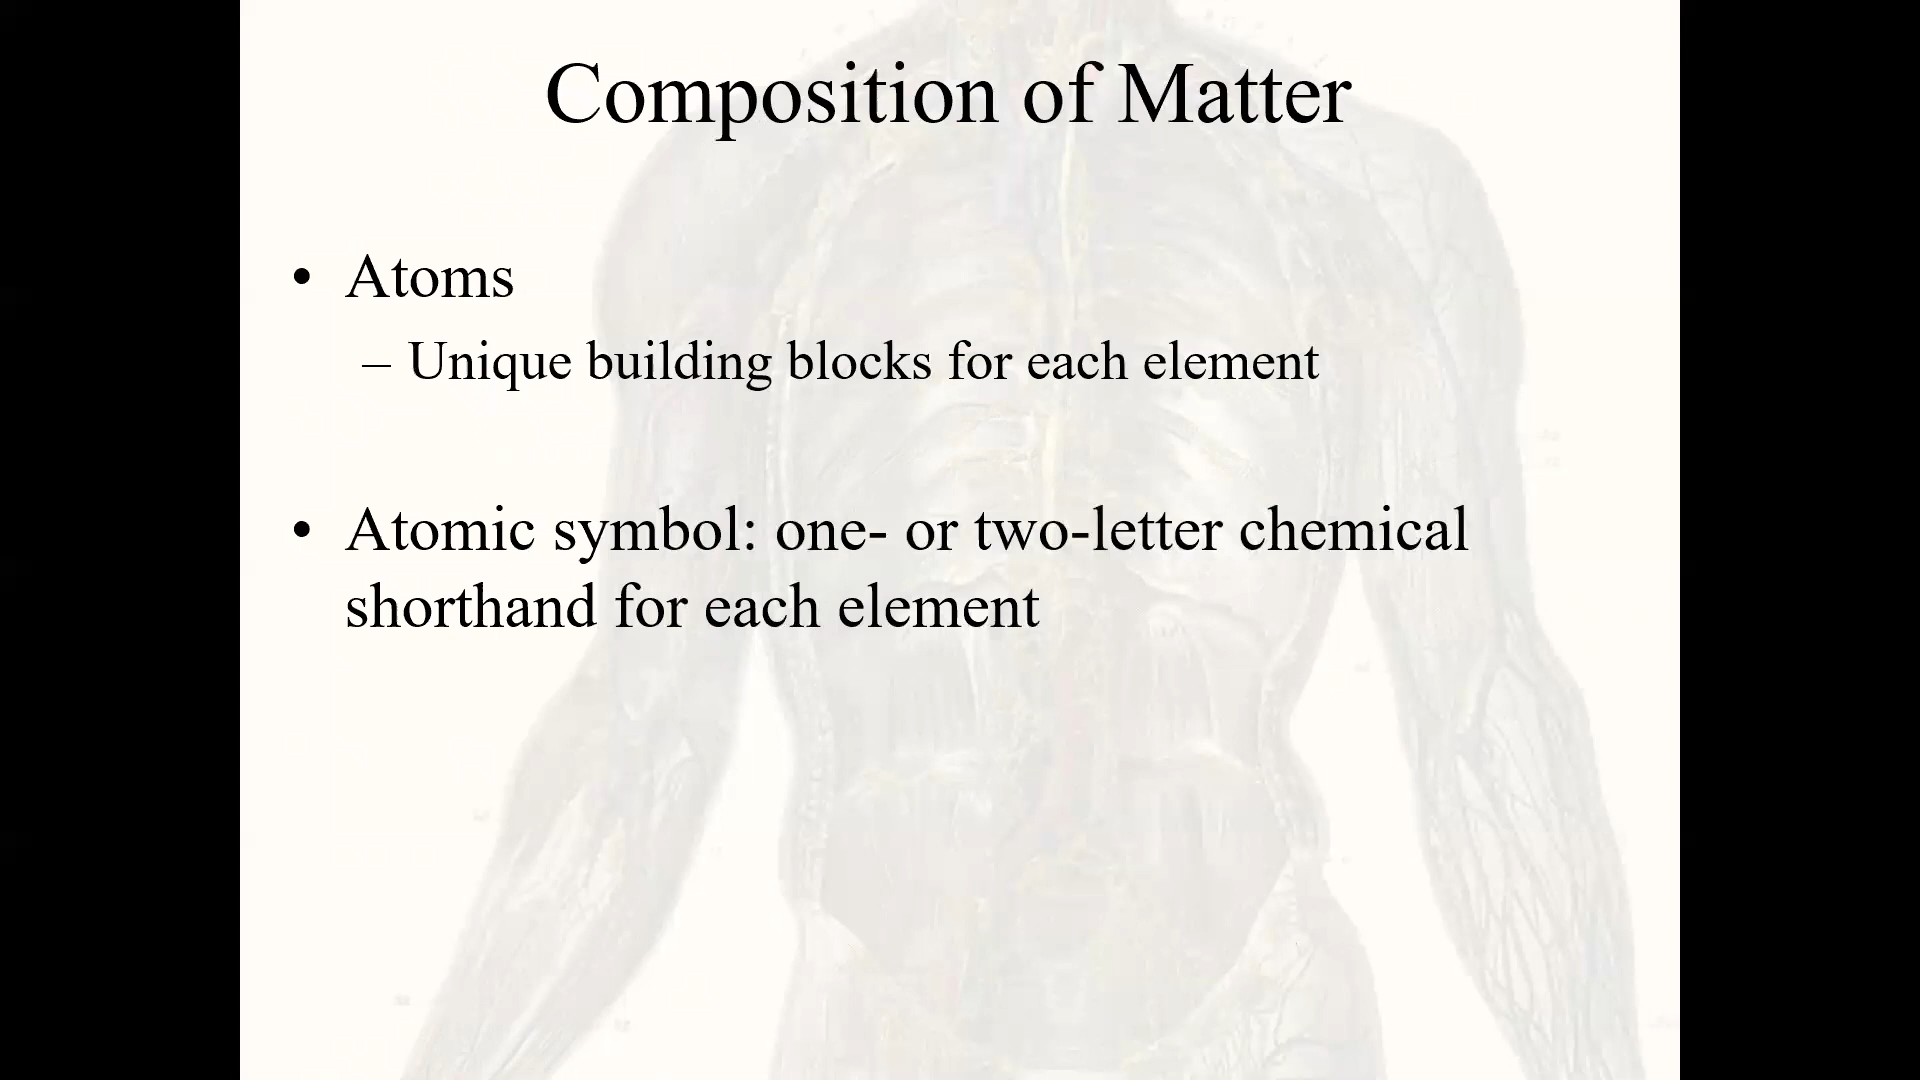 Composition of Matter
• Atoms
– Unique building blocks for each element
• Atomic symbol: one- or two-letter chemical
shorthand for each element